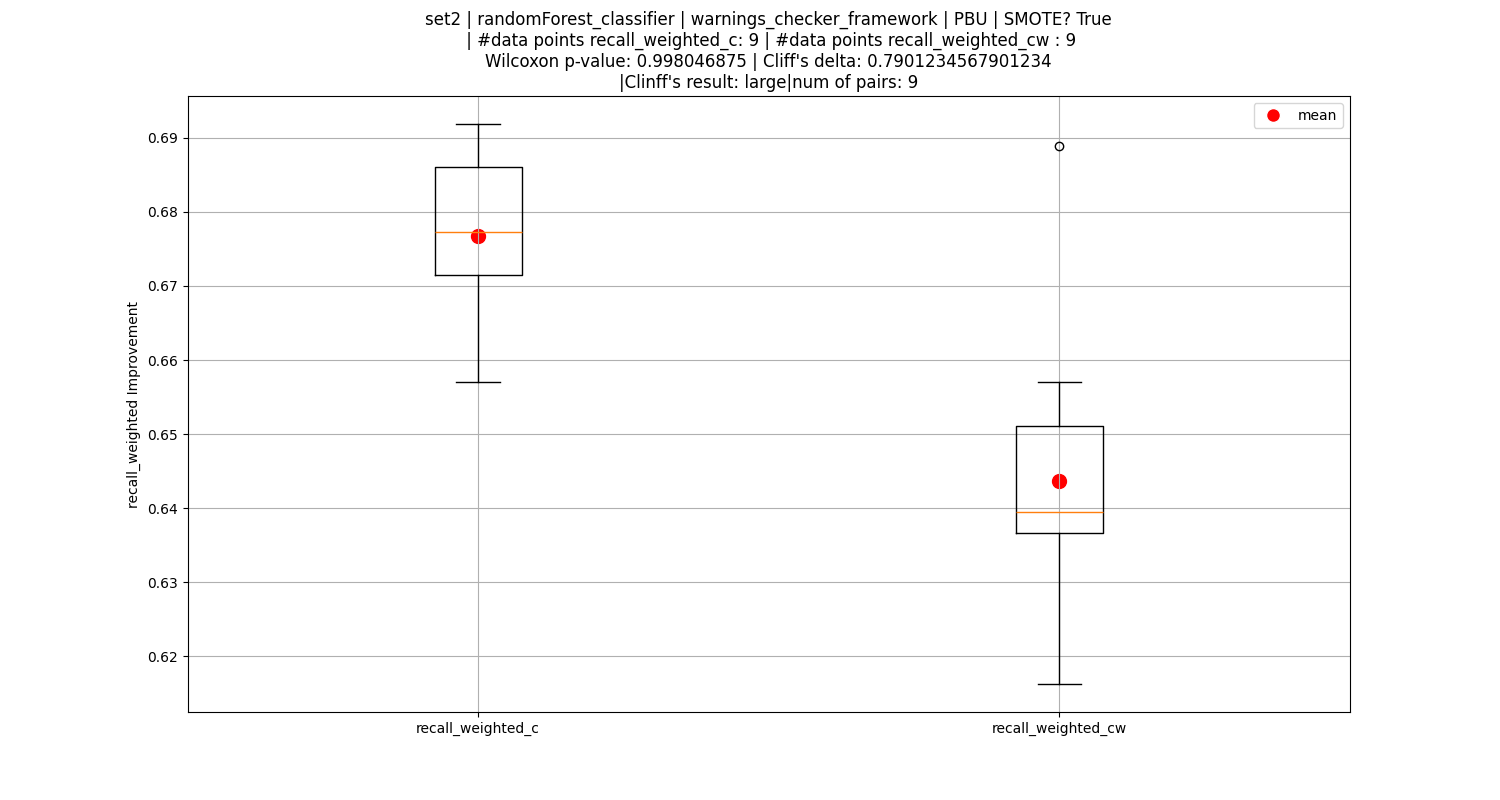 set2 | randomForest_classifier | warnings_checker_framework | PBU | SMOTE? True
| #data points recall_weighted_c: 9 | #data points recall_weighted_cw : 9
Wilcoxon p-value: 0.998046875 | Cliff's delta: 0.7901234567901234
|Clinff's result: large|num of pairs: 9
mean
0.69
0.68
0.67
0.66
0.65
0.64
0.63
0.62
recall_weighted Improvement
recall_weighted_c
recall_weighted_cw